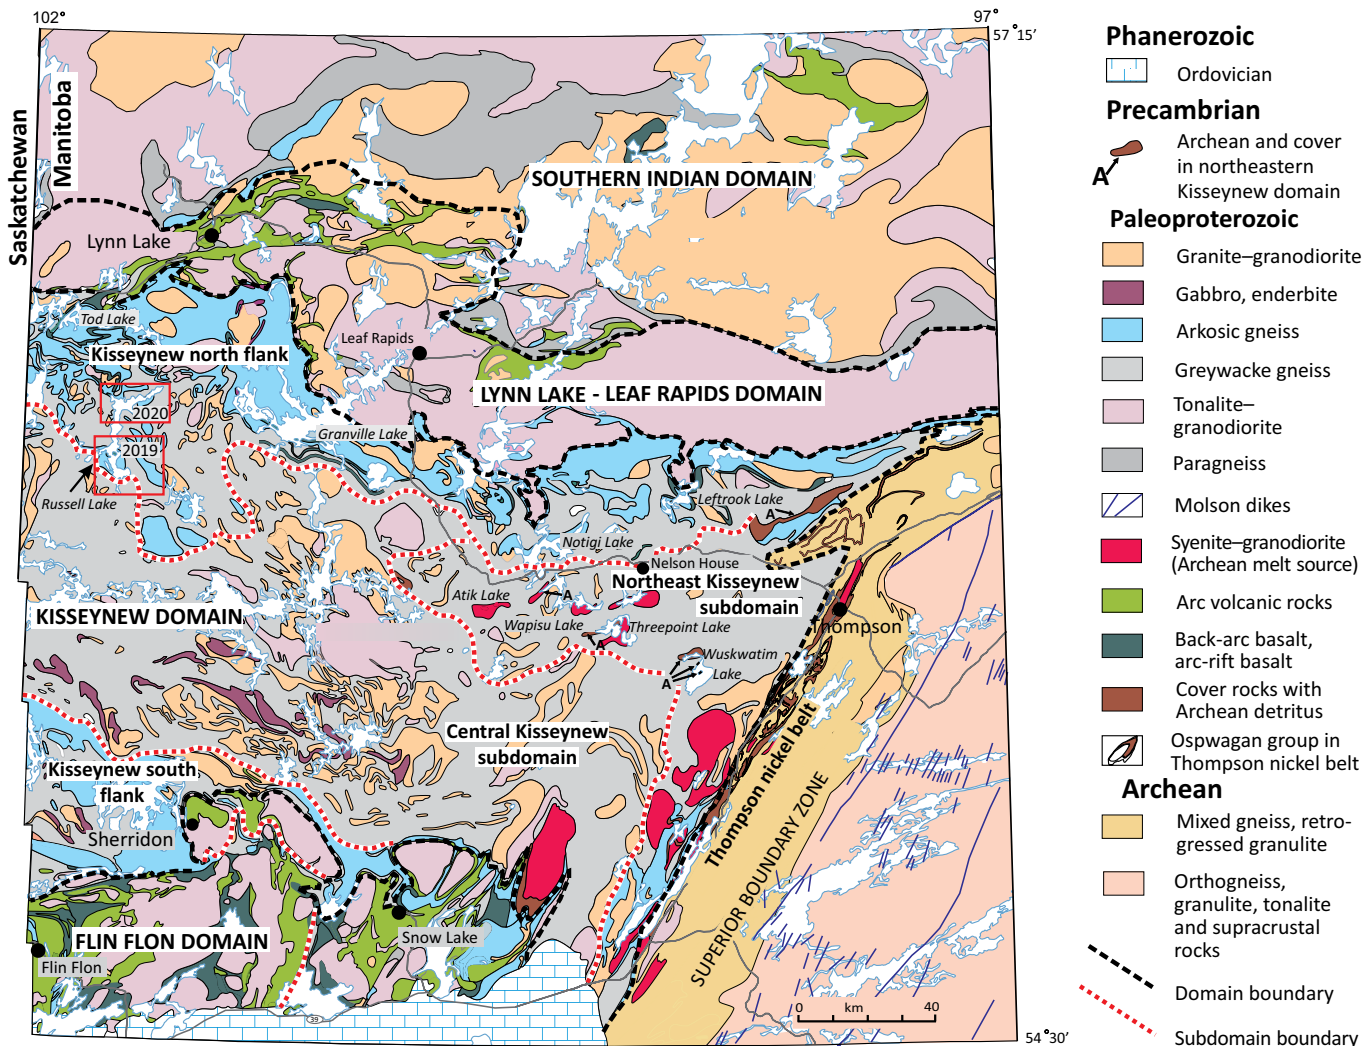 102°
97°
57°15'
Saskatchewan
Manitoba
SOUTHERN INDIAN DOMAIN
Lynn Lake
Tod Lake
Leaf Rapids
Kisseynew north flank
LYNN LAKE - LEAF RAPIDS DOMAIN
2020
Granville Lake
2019
Russell Lake
Leftrook Lake
A
Notigi Lake
Nelson House
Northeast Kisseynew
subdomain
Atik Lake
A
KISSEYNEW DOMAIN
Wapisu Lake
Threepoint Lake
Thompson
A
Wuskwatim
Lake
A
Central Kisseynew
subdomain
Thompson nickel belt
Kisseynew south
flank
SUPERIOR BOUNDARY ZONE
Sherridon
FLIN FLON DOMAIN
Snow Lake
Flin Flon
39
0 km 40
54°30'
Phanerozoic
Ordovician
Precambrian
A
Archean and cover
in northeastern
Kisseynew domain
Paleoproterozoic
Granite–granodiorite
Gabbro, enderbite
Arkosic gneiss
Greywacke gneiss
Tonalite–
granodiorite
Paragneiss
Molson dikes
Syenite–granodiorite
(Archean melt source)
Arc volcanic rocks
Back-arc basalt,
arc-rift basalt
Cover rocks with
Archean detritus
Ospwagan group in
Thompson nickel belt
Archean
Mixed gneiss, retro-
gressed granulite
Orthogneiss,
granulite, tonalite
and supracrustal
rocks
Domain boundary
Subdomain boundary